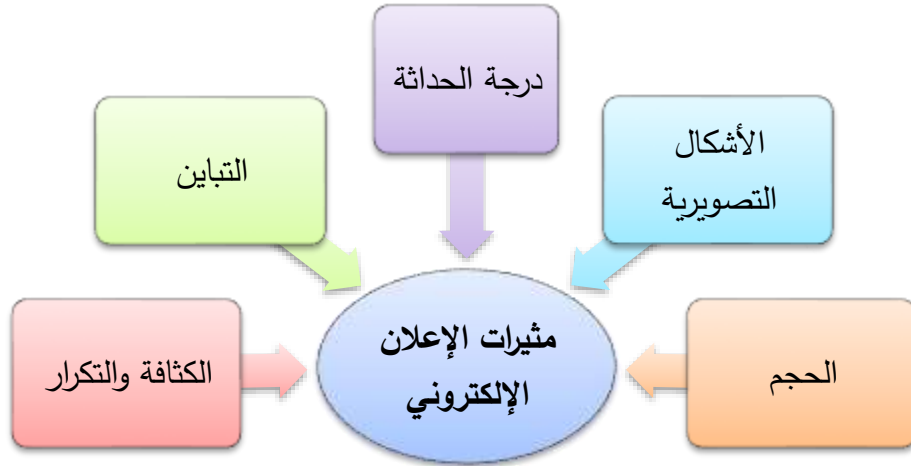 درجة الحداثة
الأشكال
التصويرية
التباين
مثيرات الإعلان
الإلكتروني
الحجم
الكثافة والتكرار